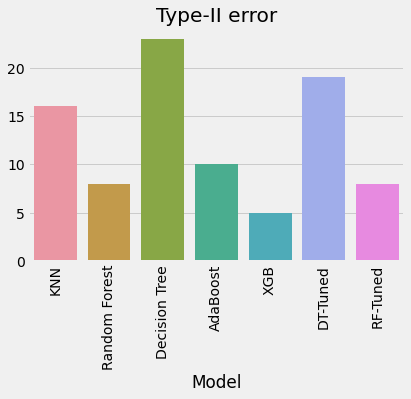 Type-II error
20
15
10
5
0
KNN
Random Forest
Decision Tree
AdaBoost
XGB
DT-Tuned
RF-Tuned
Model